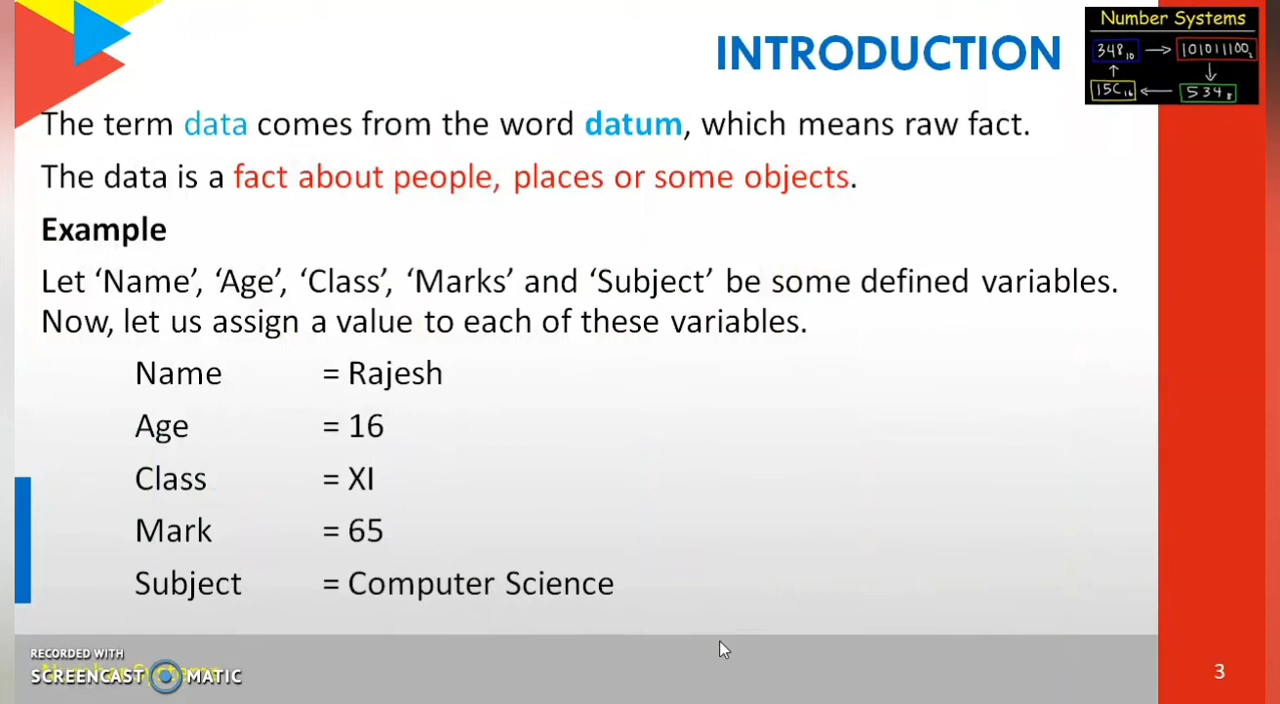 INTRODUCTION
Number Systems
348₁₀ → 101011100₂
↑ ↓
15C₁₆ ← 534₈
The term data comes from the word datum, which means raw fact.
The data is a fact about people, places or some objects.
Example
Let ‘Name’, ‘Age’, ‘Class’, ‘Marks’ and ‘Subject’ be some defined variables.
Now, let us assign a value to each of these variables.
Name = Rajesh
Age = 16
Class = XI
Mark = 65
Subject = Computer Science
RECORDED WITH
SCREENCAST MATIC
Number Systems
3